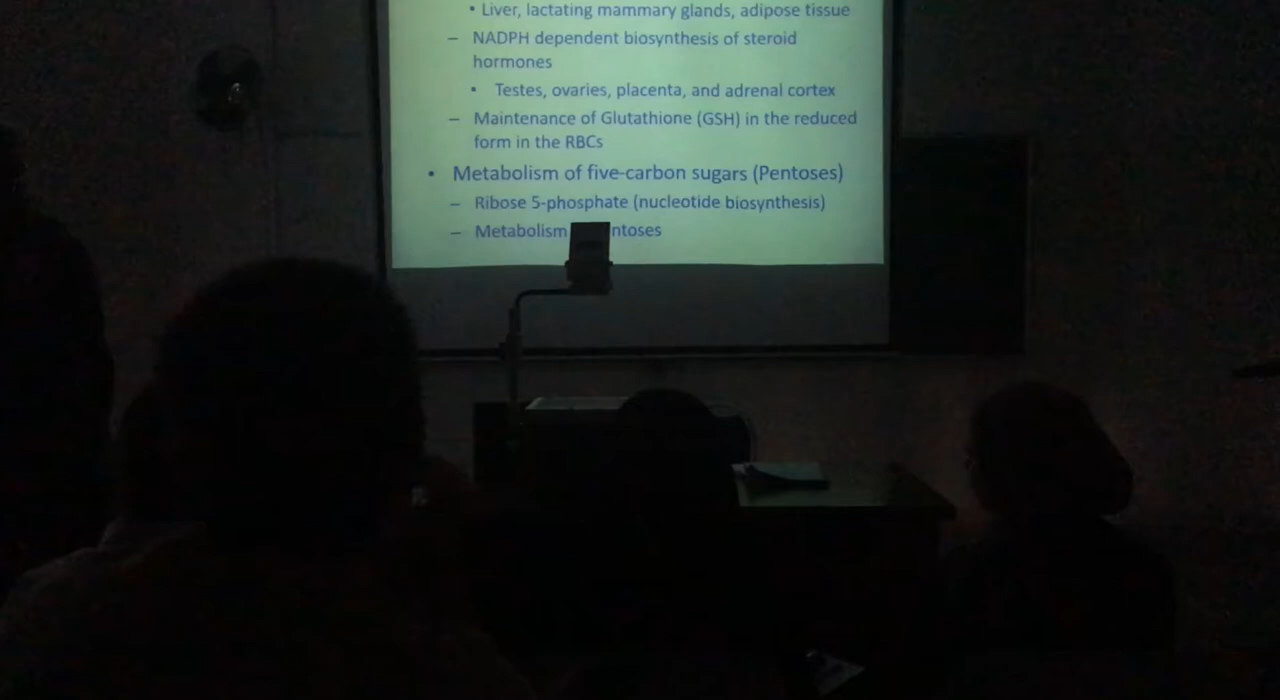 • Liver, lactating mammary glands, adipose tissue
– NADPH dependent biosynthesis of steroid
hormones
• Testes, ovaries, placenta, and adrenal cortex
– Maintenance of Glutathione (GSH) in the reduced
form in the RBCs
• Metabolism of five-carbon sugars (Pentoses)
– Ribose 5-phosphate (nucleotide biosynthesis)
– Metabolism ntoses